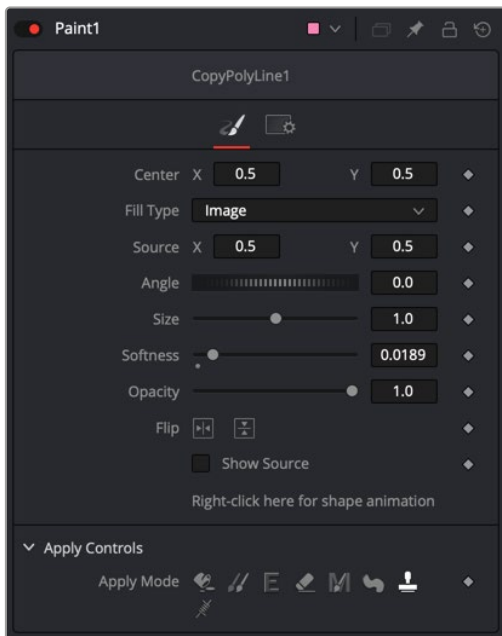 Paint1
CopyPolyLine1
Center X 0.5 Y 0.5
Fill Type Image
Source X 0.5 Y 0.5
Angle 0.0
Size 1.0
Softness 0.0189
Opacity 1.0
Flip
Show Source
Right-click here for shape animation
Apply Controls
Apply Mode